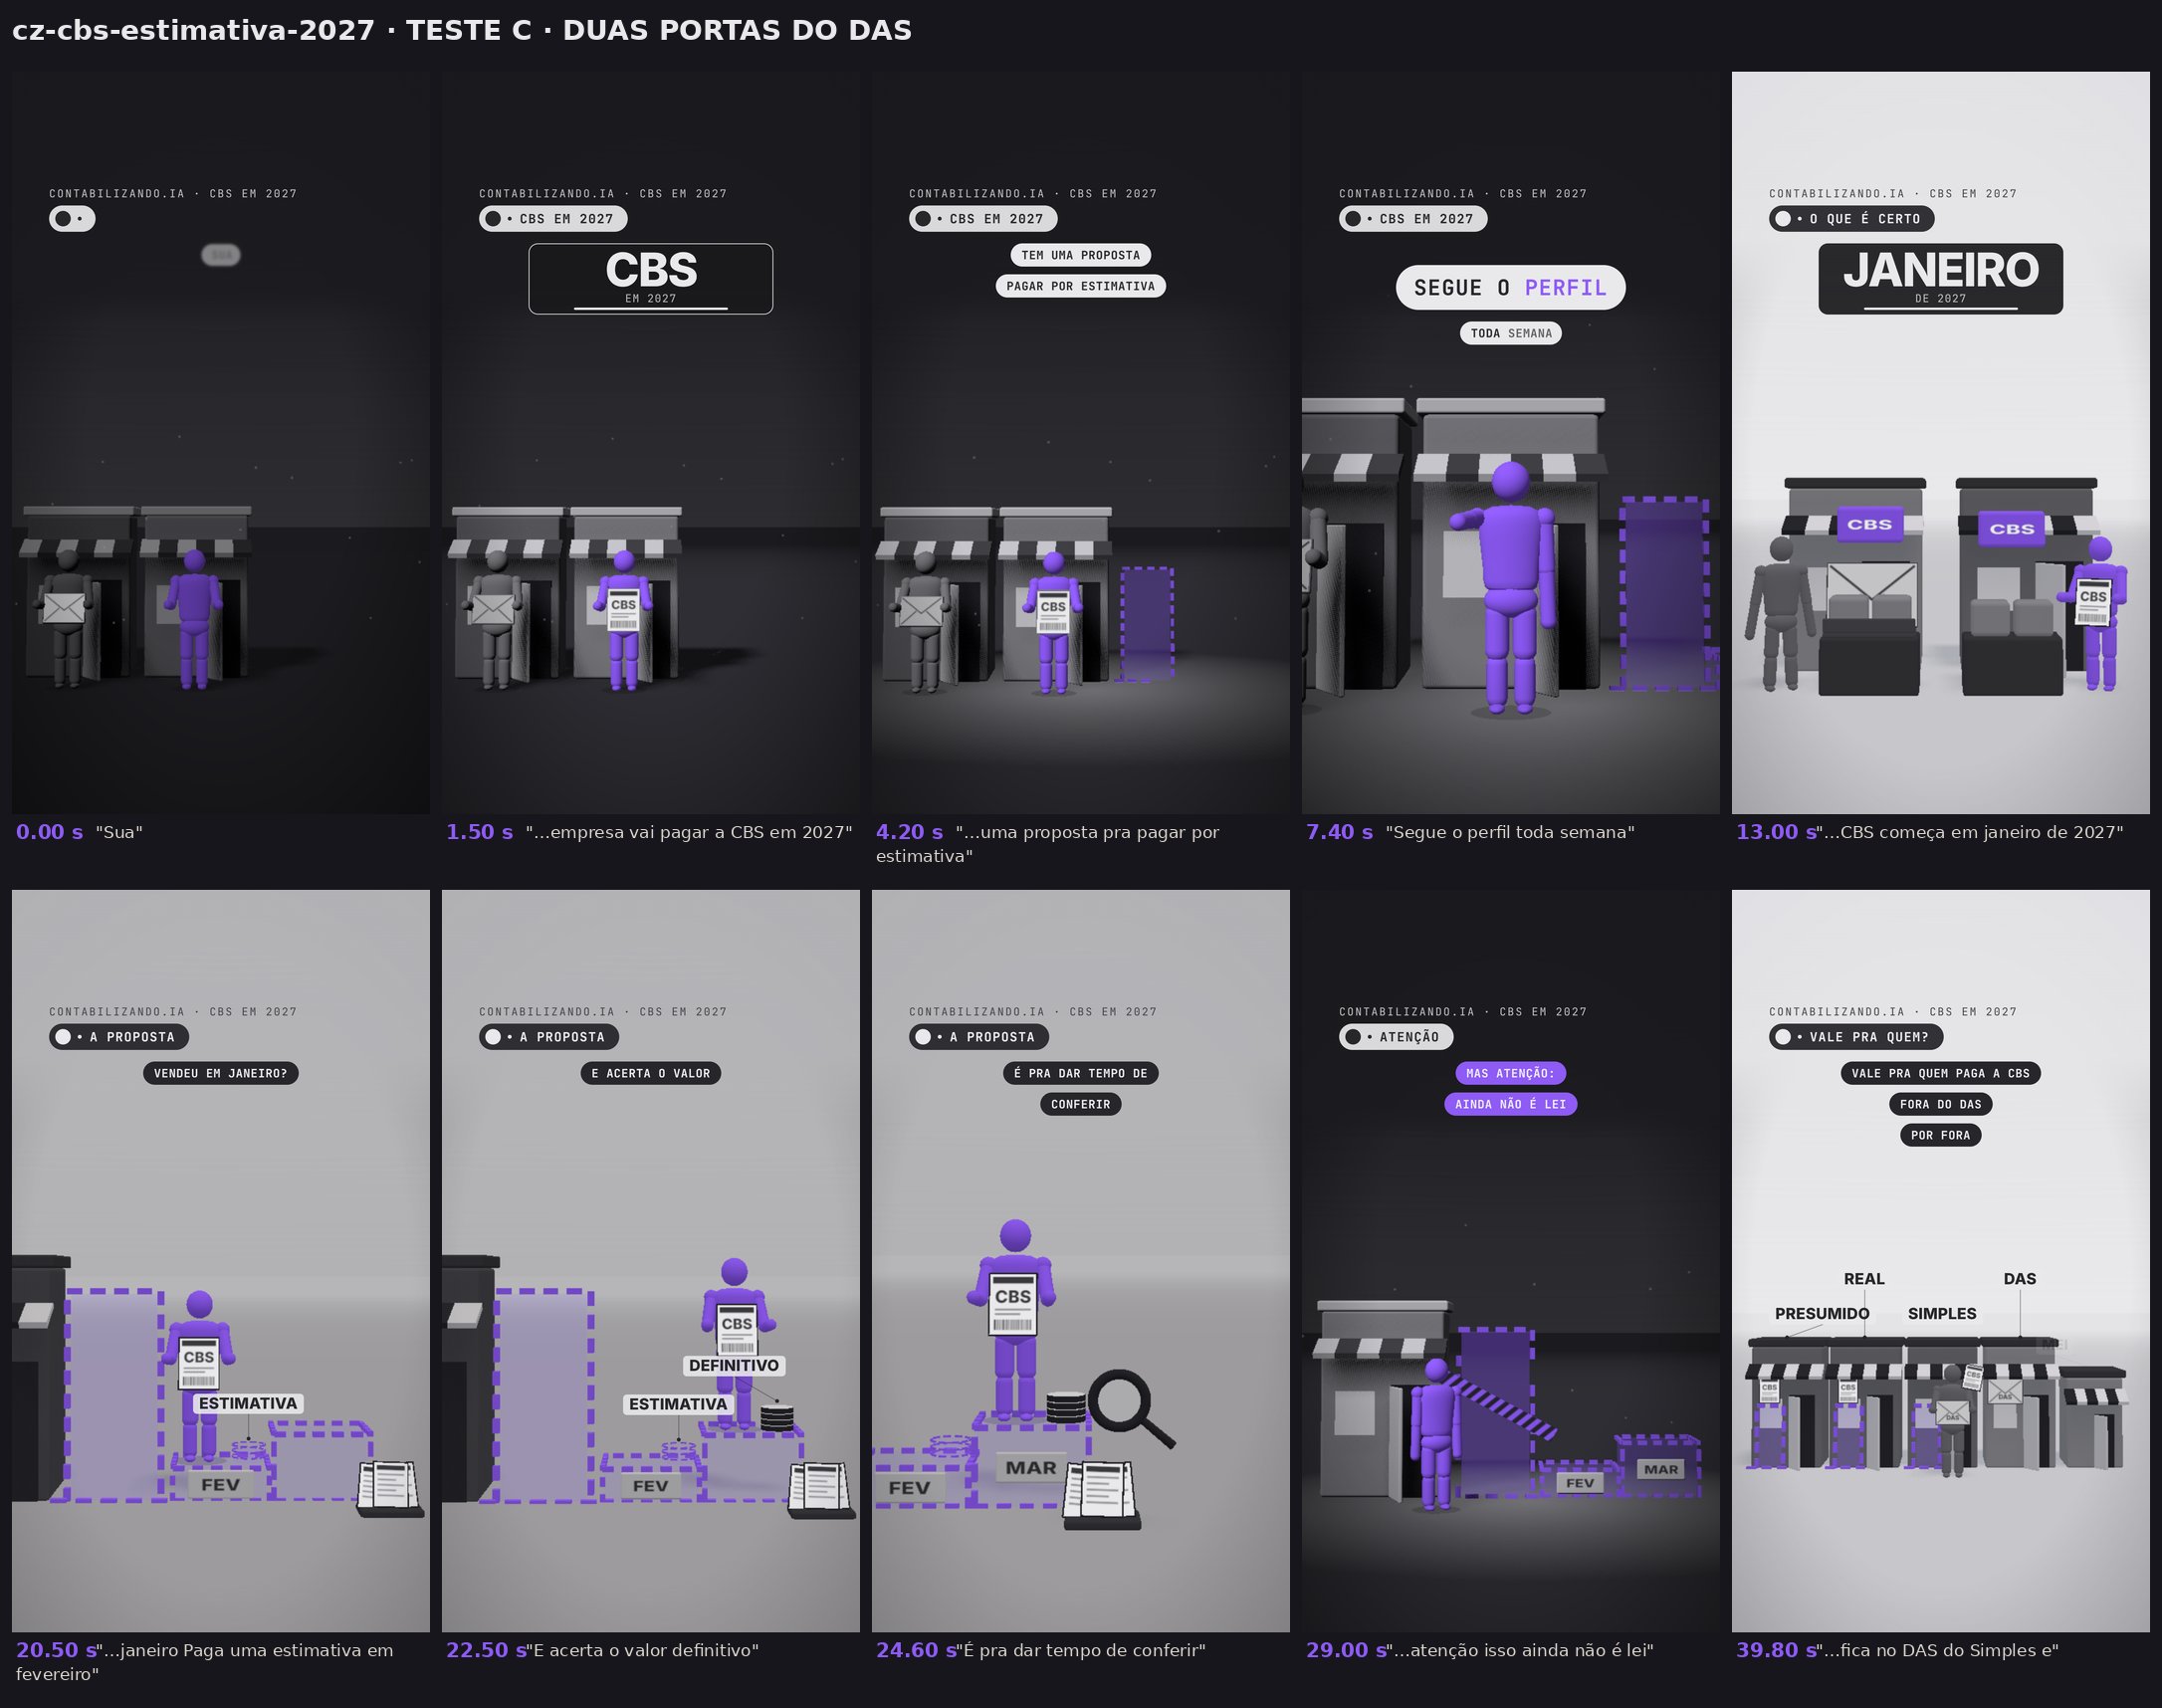 cz-cbs-estimativa-2027 · TESTE C · DUAS PORTAS DO DAS
CONTABILIZANDO.IA · CBS EM 2027
SUA
0.00 s "Sua"
CONTABILIZANDO.IA · CBS EM 2027
• CBS EM 2027
CBS
EM 2027
CBS
1.50 s "...empresa vai pagar a CBS em 2027"
CONTABILIZANDO.IA · CBS EM 2027
• CBS EM 2027
TEM UMA PROPOSTA
PAGAR POR ESTIMATIVA
CBS
4.20 s "...uma proposta pra pagar por
estimativa"
CONTABILIZANDO.IA · CBS EM 2027
• CBS EM 2027
SEGUE O PERFIL
TODA SEMANA
7.40 s "Segue o perfil toda semana"
CONTABILIZANDO.IA · CBS EM 2027
• O QUE É CERTO
JANEIRO
DE 2027
CBS
CBS
CBS
13.00 s "...CBS começa em janeiro de 2027"
CONTABILIZANDO.IA · CBS EM 2027
• A PROPOSTA
VENDEU EM JANEIRO?
CBS
ESTIMATIVA
FEV
20.50 s "...janeiro Paga uma estimativa em
fevereiro"
CONTABILIZANDO.IA · CBS EM 2027
• A PROPOSTA
E ACERTA O VALOR
CBS
DEFINITIVO
ESTIMATIVA
FEV
22.50 s "E acerta o valor definitivo"
CONTABILIZANDO.IA · CBS EM 2027
• A PROPOSTA
É PRA DAR TEMPO DE
CONFERIR
CBS
MAR
FEV
24.60 s "É pra dar tempo de conferir"
CONTABILIZANDO.IA · CBS EM 2027
• ATENÇÃO
MAS ATENÇÃO:
AINDA NÃO É LEI
MAR
FEV
29.00 s "...atenção isso ainda não é lei"
CONTABILIZANDO.IA · CBS EM 2027
• VALE PRA QUEM?
VALE PRA QUEM PAGA A CBS
FORA DO DAS
POR FORA
REAL DAS
PRESUMIDO SIMPLES
MEI
CBS CBS CBS DAS
DAS
39.80 s "...fica no DAS do Simples e"